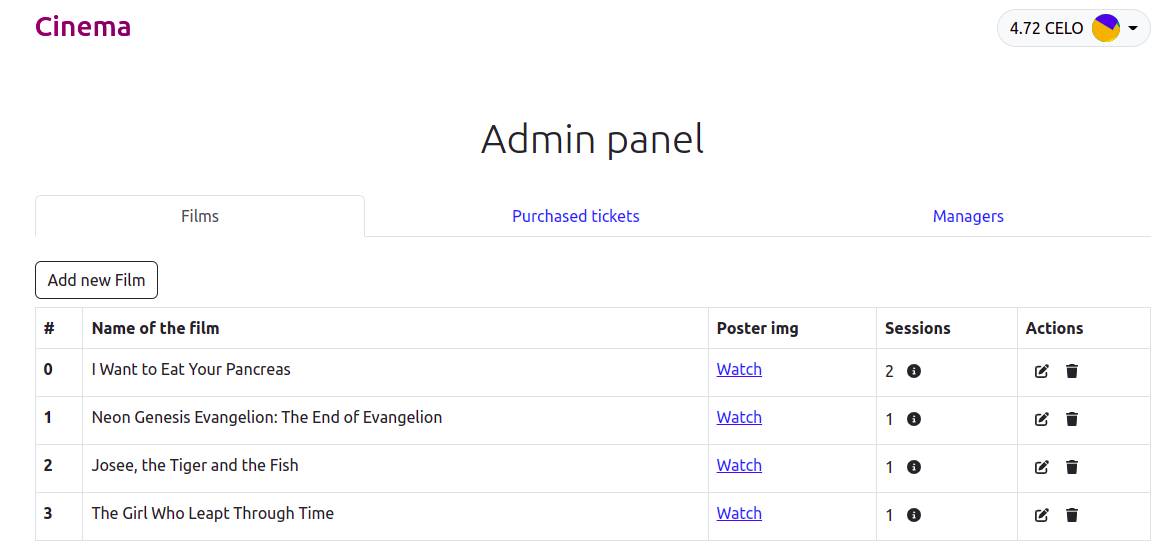 Cinema
4.72 CELO
Admin panel
Films
Purchased tickets
Managers
Add new Film
# Name of the film Poster img Sessions Actions
0 I Want to Eat Your Pancreas Watch 2
1 Neon Genesis Evangelion: The End of Evangelion Watch 1
2 Josee, the Tiger and the Fish Watch 1
3 The Girl Who Leapt Through Time Watch 1